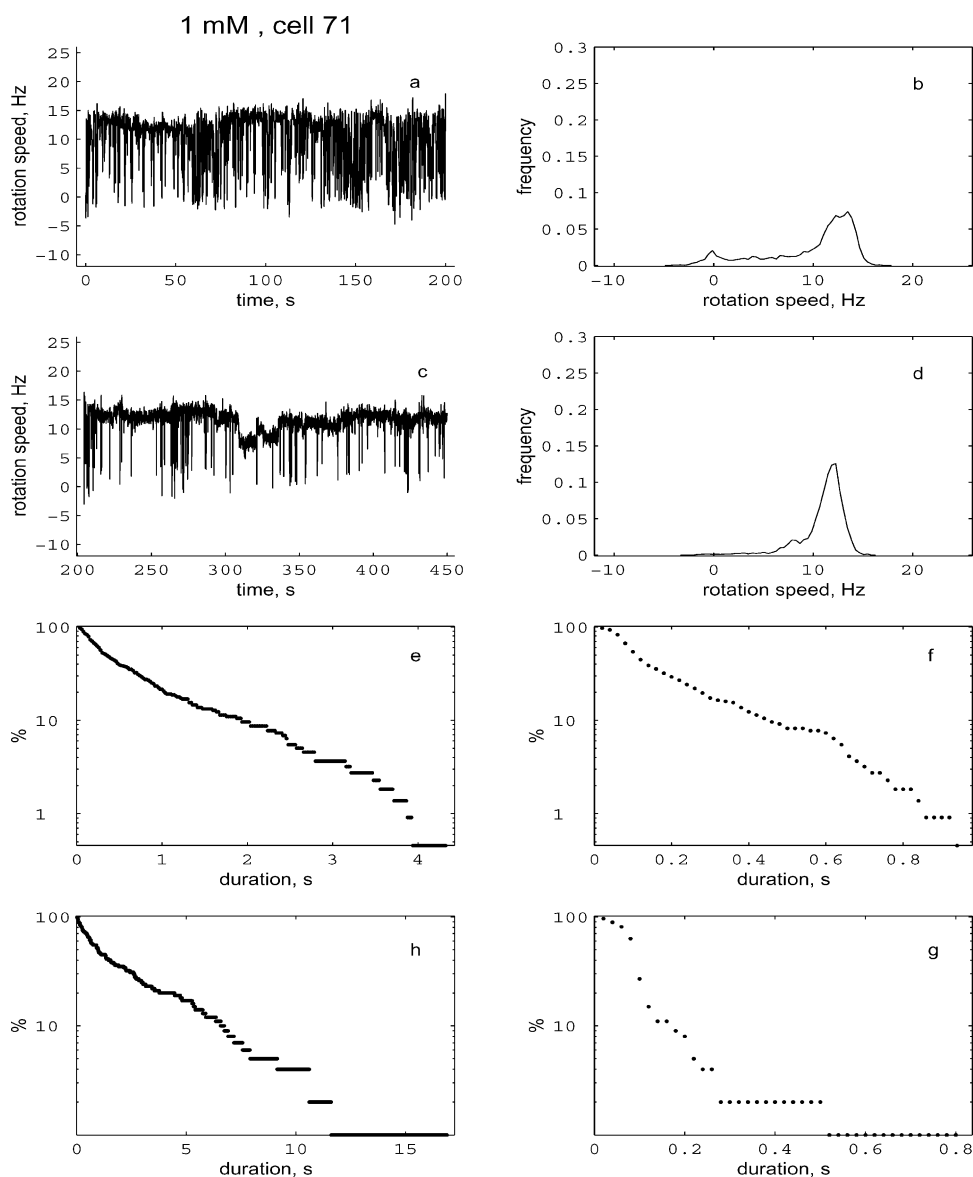 1 mM , cell 71
a
25
20
15
10
5
0
−5
−10
rotation speed, Hz
0 50 100 150 200
time, s
b
0.3
0.25
0.2
0.15
0.1
0.05
0
frequency
−10 0 10 20
rotation speed, Hz
c
25
20
15
10
5
0
−5
−10
rotation speed, Hz
200 250 300 350 400 450
time, s
d
0.3
0.25
0.2
0.15
0.1
0.05
0
frequency
−10 0 10 20
rotation speed, Hz
e
100
10
1
%
0 1 2 3 4
duration, s
f
100
10
1
%
0 0.2 0.4 0.6 0.8
duration, s
h
100
10
%
0 5 10 15
duration, s
g
100
10
%
0 0.2 0.4 0.6 0.8
duration, s